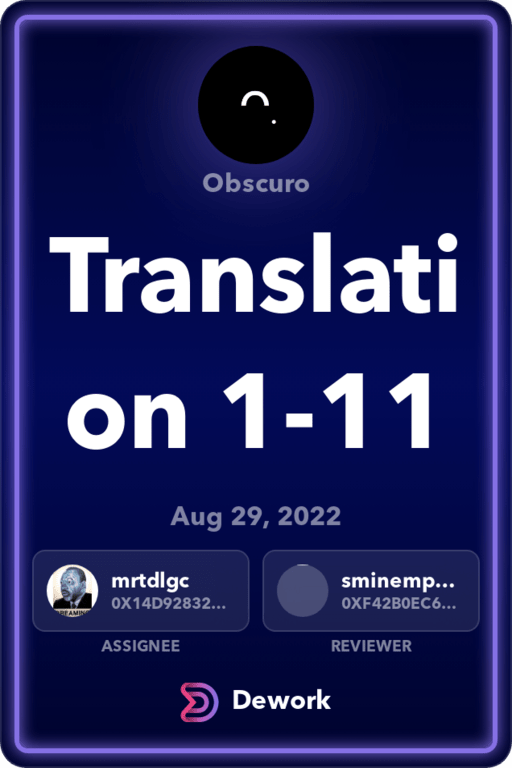 Obscuro
Translati
on 1-11
Aug 29, 2022
mrtdlgc
0X14D92832...
sminemp...
0XF42B0EC6...
ASSIGNEE
REVIEWER
Dework